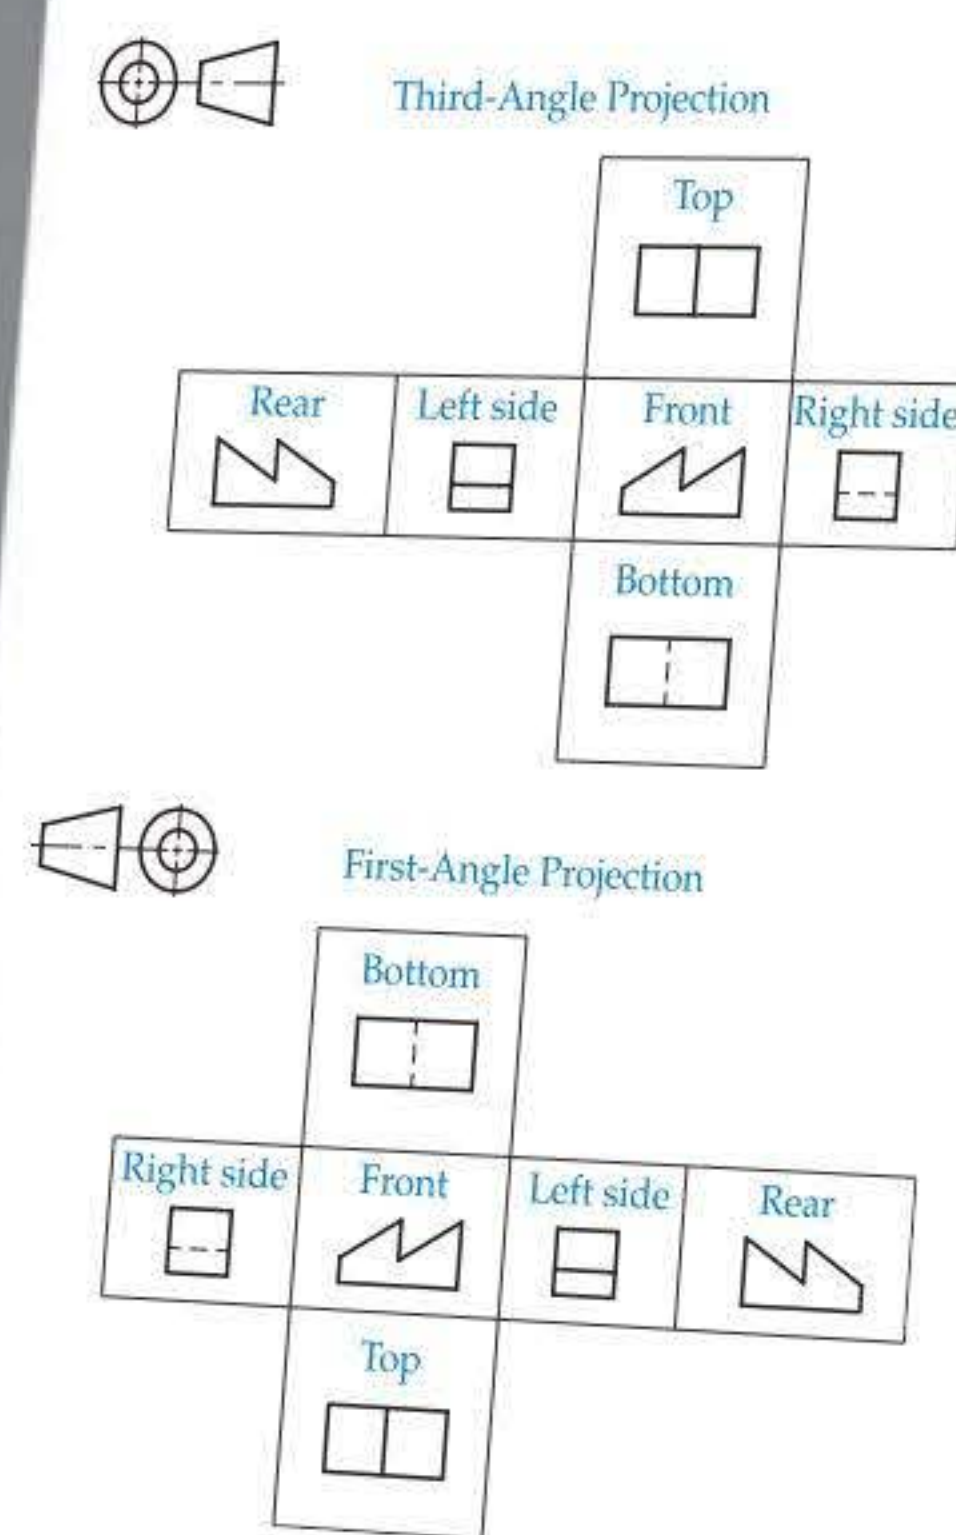 Third-Angle Projection
Top
Rear
Left side
Front
Right side
Bottom
First-Angle Projection
Bottom
Right side
Front
Left side
Rear
Top